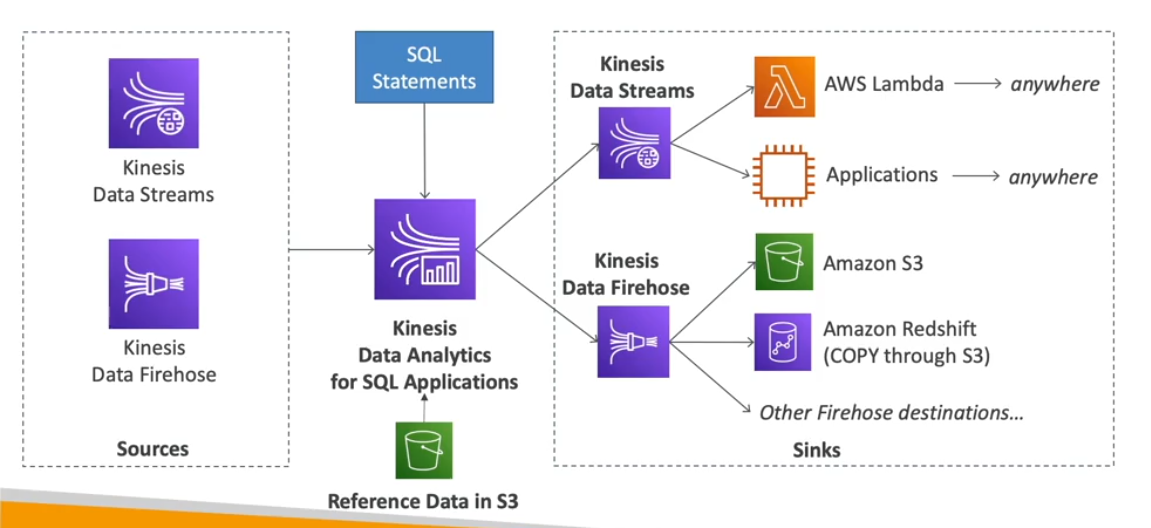 Kinesis
Data Streams
Kinesis
Data Firehose
Sources
SQL
Statements
Kinesis
Data Analytics
for SQL Applications
Reference Data in S3
Kinesis
Data Streams
AWS Lambda
anywhere
Applications
anywhere
Kinesis
Data Firehose
Amazon S3
Amazon Redshift
(COPY through S3)
Other Firehose destinations...
Sinks